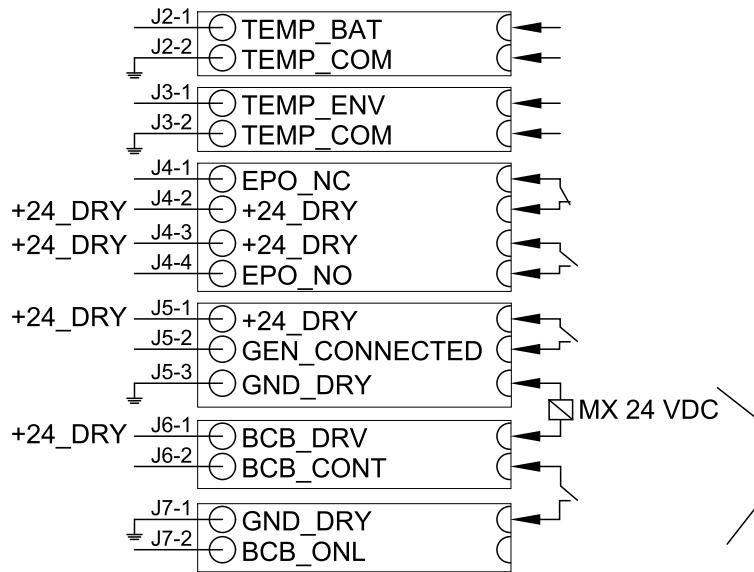 J2-1 TEMP_BAT
J2-2 TEMP_COM
J3-1 TEMP_ENV
J3-2 TEMP_COM
J4-1 EPO_NC
+24_DRY J4-2 +24_DRY
+24_DRY J4-3 +24_DRY
J4-4 EPO_NO
+24_DRY J5-1 +24_DRY
J5-2 GEN_CONNECTED
J5-3 GND_DRY
MX 24 VDC
+24_DRY J6-1 BCB_DRV
J6-2 BCB_CONT
J7-1 GND_DRY
J7-2 BCB_ONL